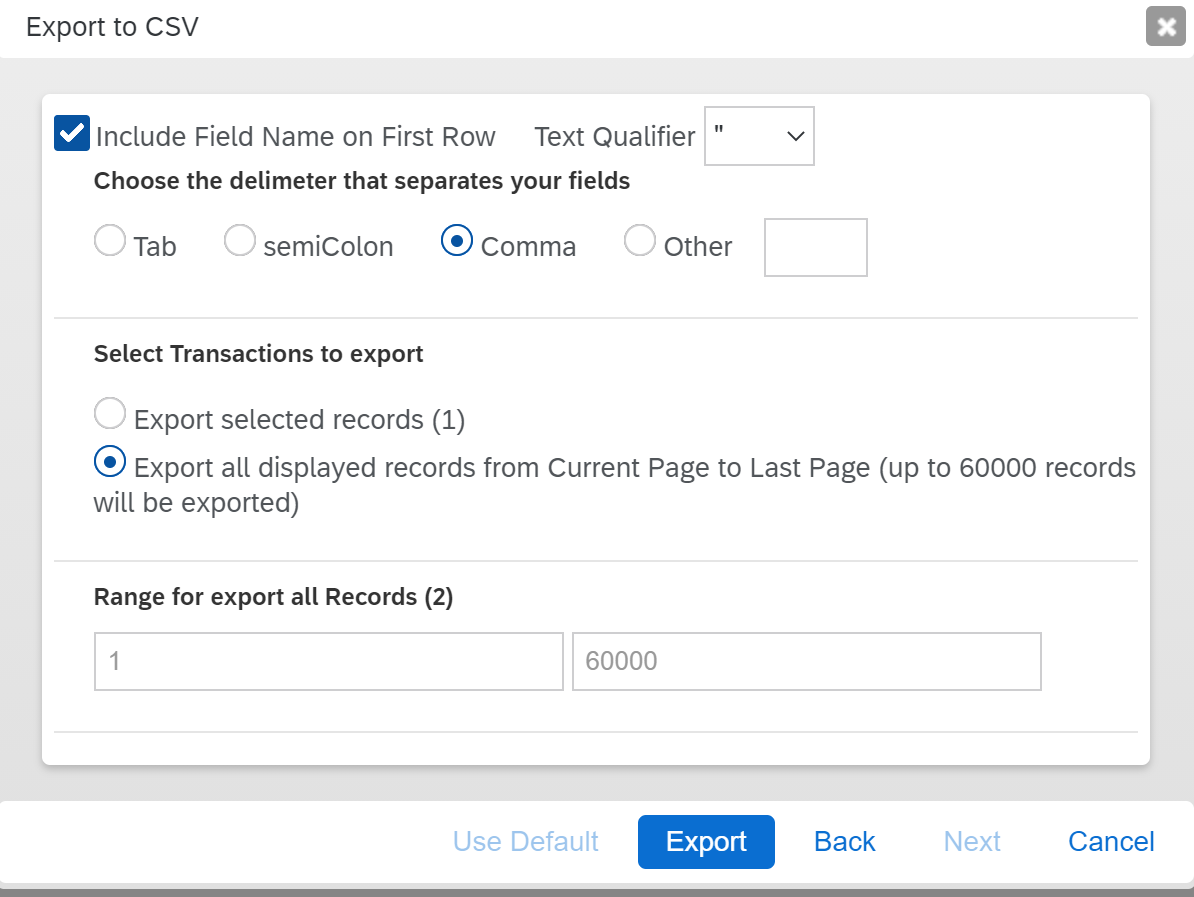 Export to CSV
Include Field Name on First Row Text Qualifier "
Choose the delimeter that separates your fields
Tab semiColon Comma Other
Select Transactions to export
Export selected records (1)
Export all displayed records from Current Page to Last Page (up to 60000 records
will be exported)
Range for export all Records (2)
1 60000
Use Default Export Back Next Cancel